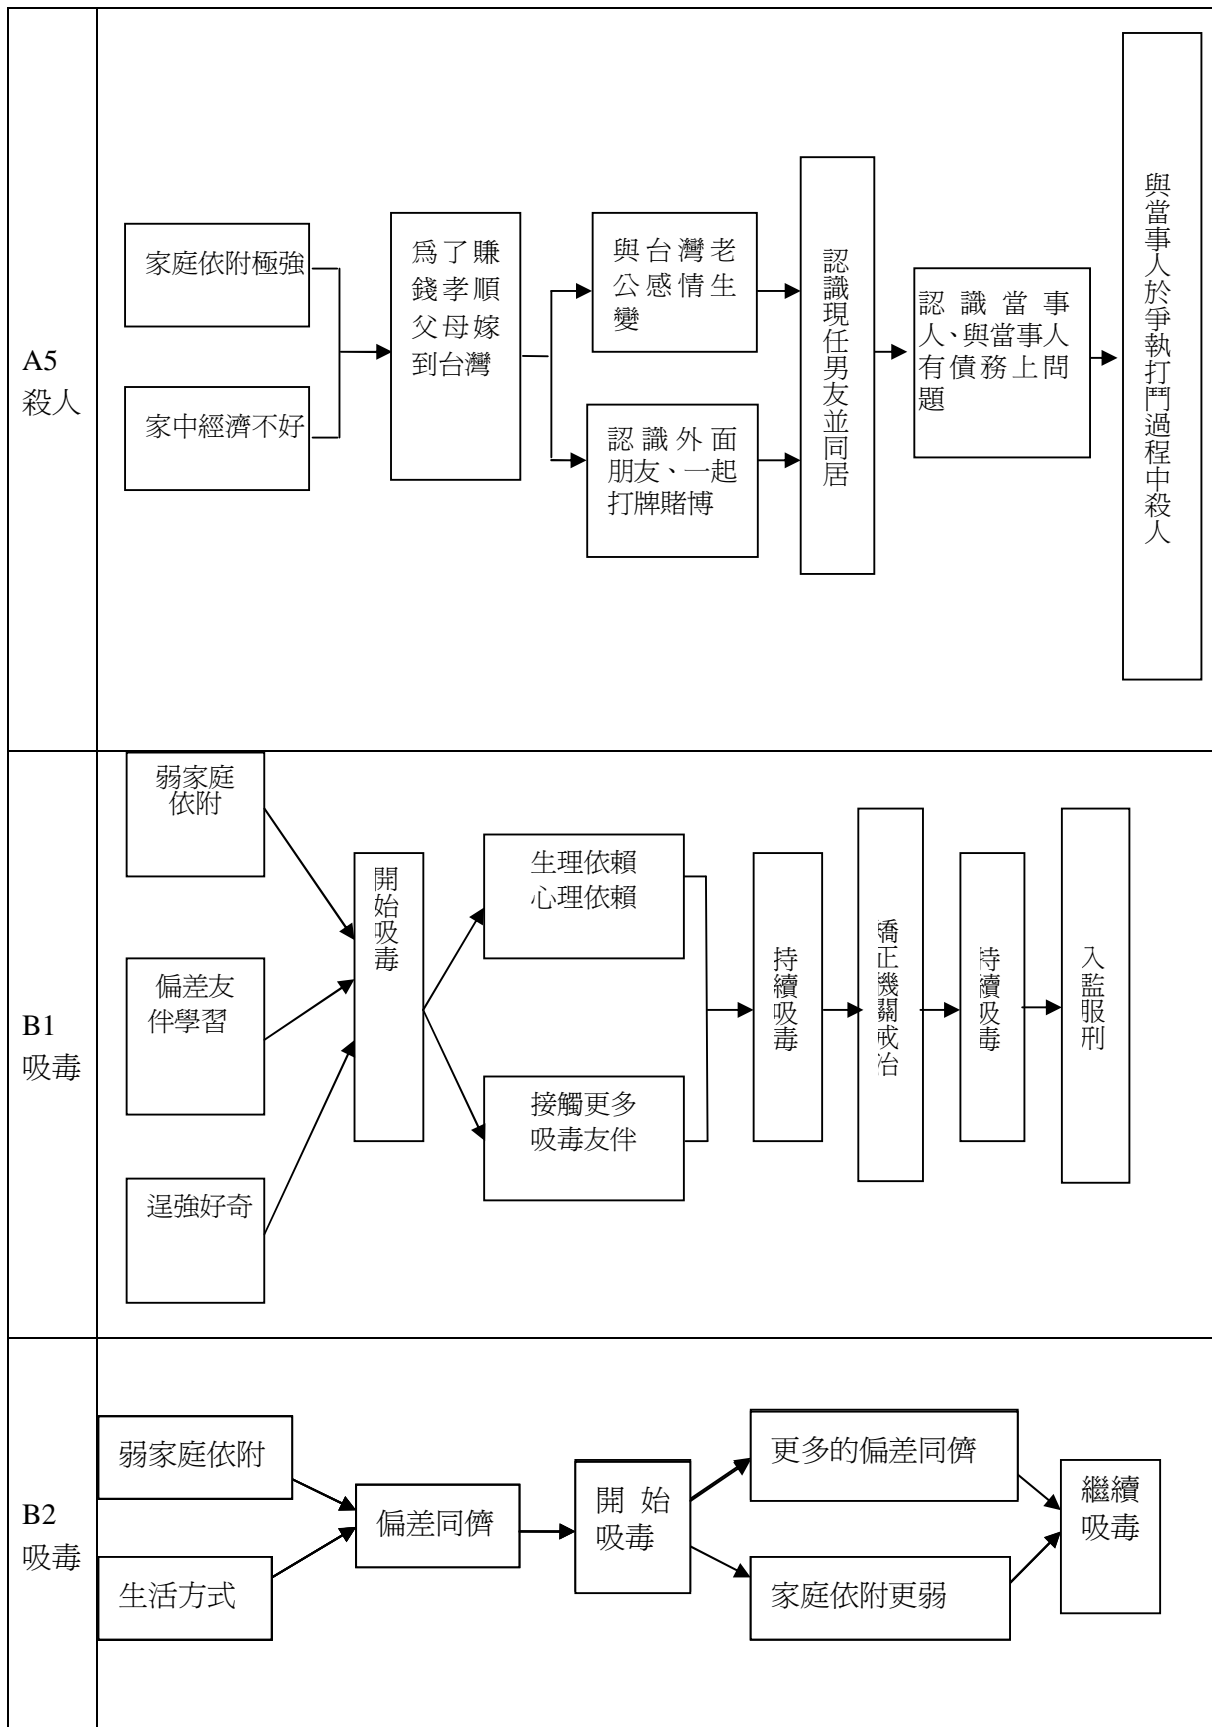 A5
殺人
家庭依附極強
家中經濟不好
為了賺
錢孝順
父母嫁
到台灣
與台灣老
公感情生
變
認識外面
朋友、一起
打牌賭博
認識現任男友並同居
認識當事
人、與當事人
有債務上問
題
與當事人於爭執打鬥過程中殺人
B1
吸毒
弱家庭
依附
偏差友
伴學習
逞強好奇
開始吸毒
生理依賴
心理依賴
接觸更多
吸毒友伴
持續吸毒
矯正機關戒治
持續吸毒
入監服刑
B2
吸毒
弱家庭依附
生活方式
偏差同儕
開始
吸毒
更多的偏差同儕
家庭依附更弱
繼續
吸毒